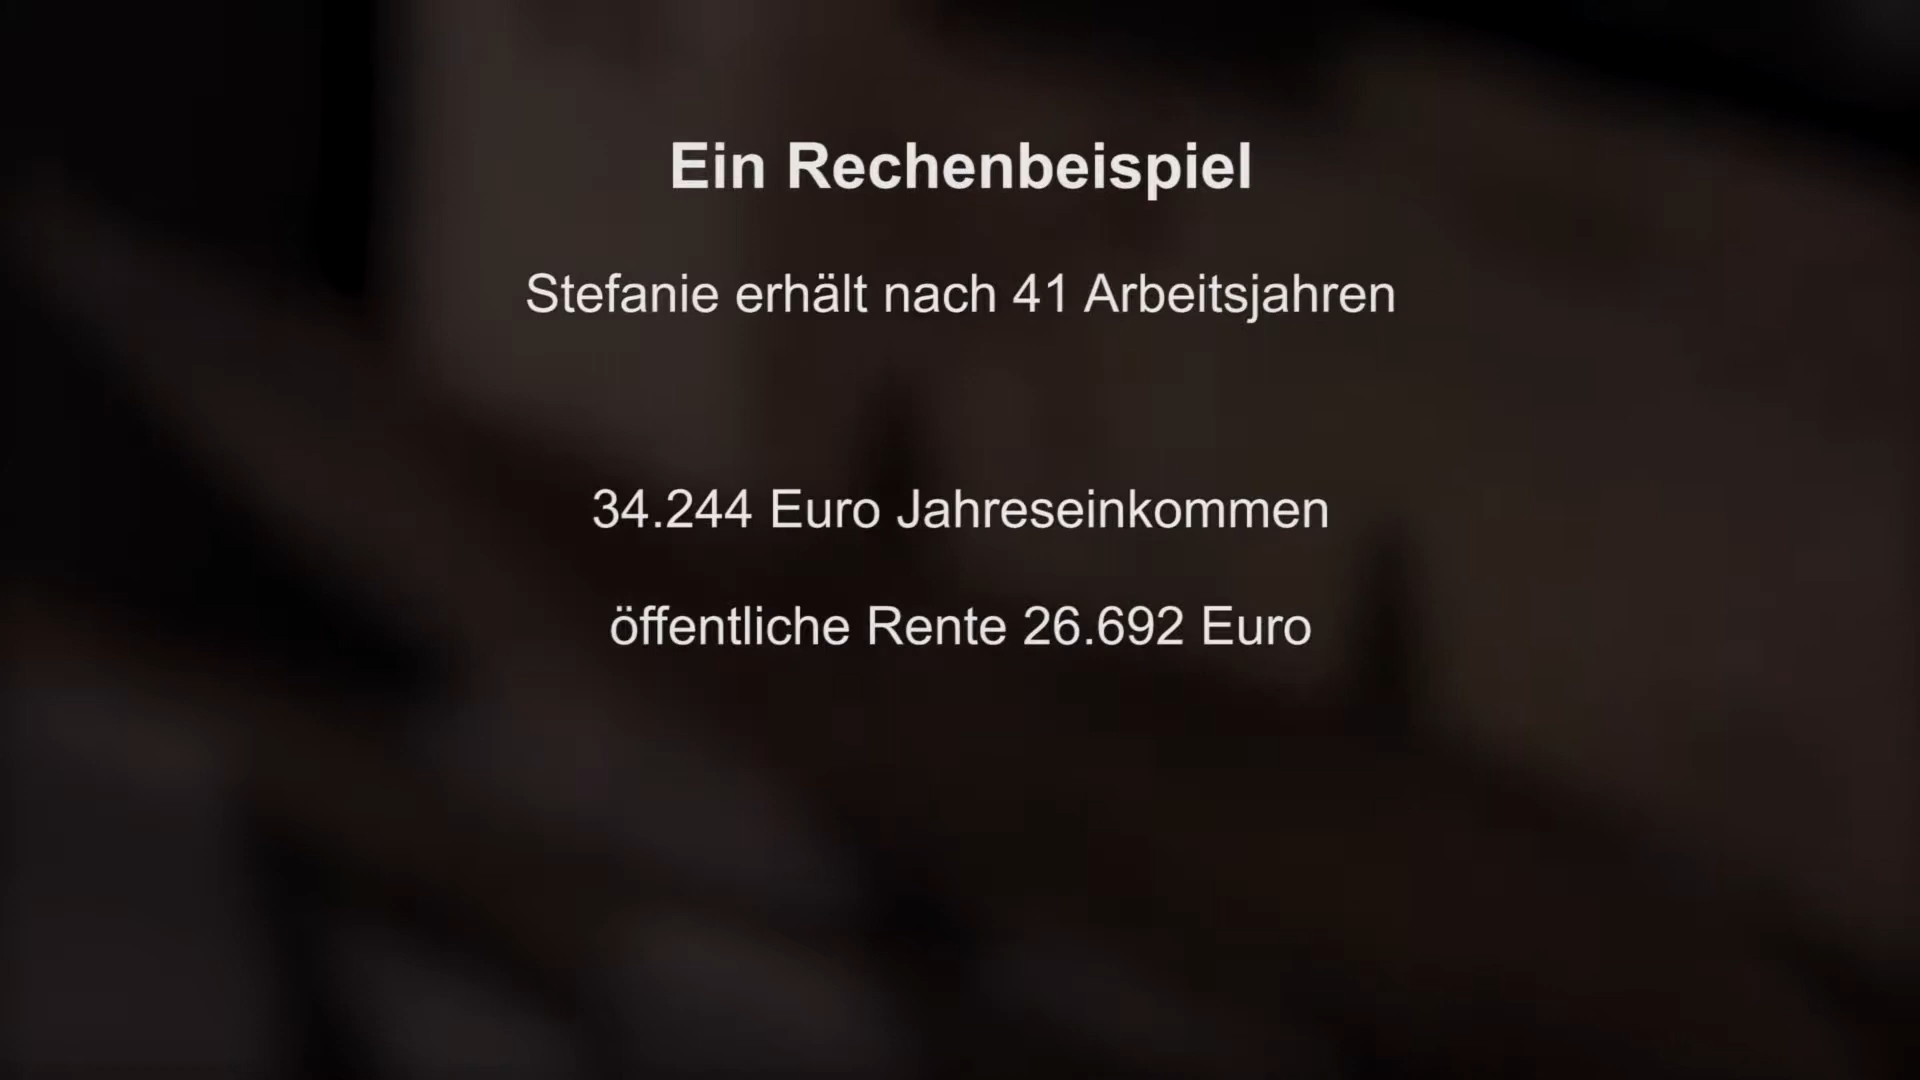 Ein Rechenbeispiel
Stefanie erhält nach 41 Arbeitsjahren
34.244 Euro Jahreseinkommen
öffentliche Rente 26.692 Euro